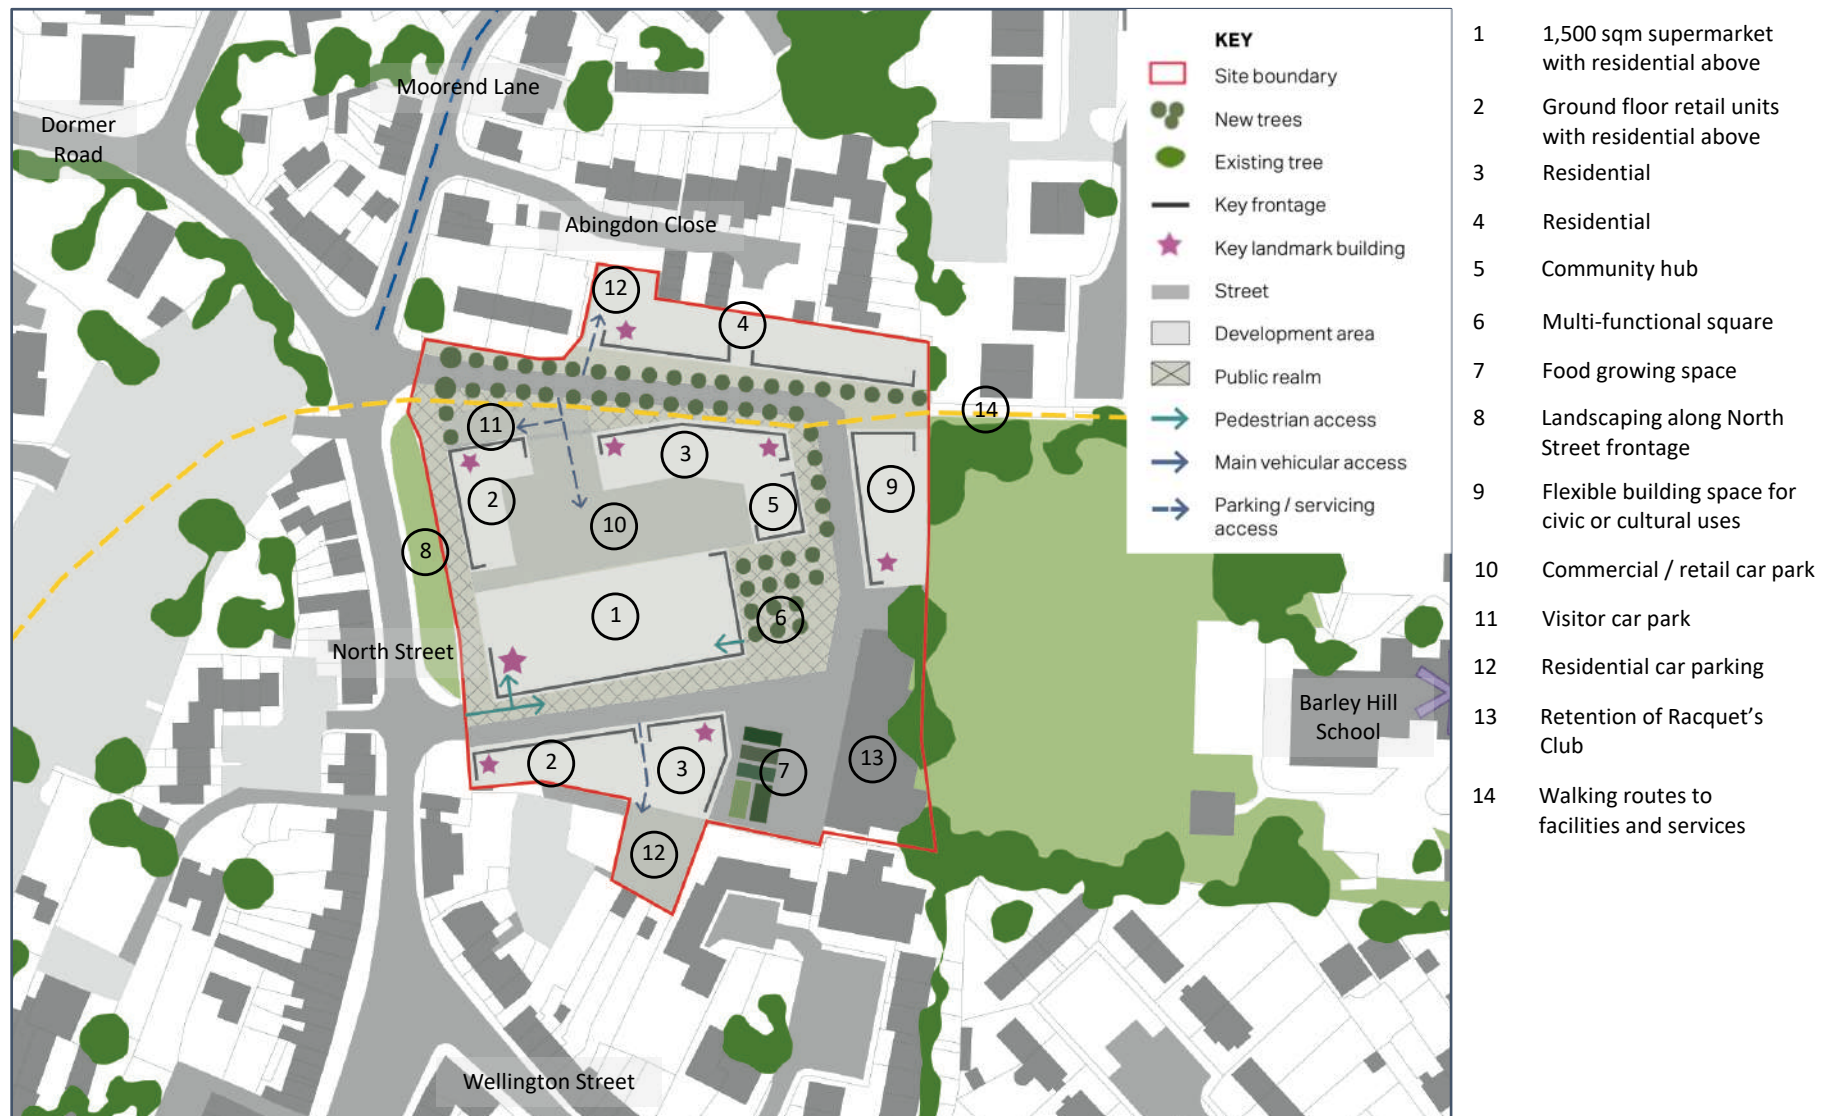 Dormer
Road
Moorend Lane
Abingdon Close
North Street
Barley Hill
School
Wellington Street
12
4
14
11
3
2
9
5
10
8
1
6
2
3
7
13
12
KEY
Site boundary
New trees
Existing tree
Key frontage
Key landmark building
Street
Development area
Public realm
Pedestrian access
Main vehicular access
Parking / servicing
access
1 1,500 sqm supermarket
with residential above
2 Ground floor retail units
with residential above
3 Residential
4 Residential
5 Community hub
6 Multi-functional square
7 Food growing space
8 Landscaping along North
Street frontage
9 Flexible building space for
civic or cultural uses
10 Commercial / retail car park
11 Visitor car park
12 Residential car parking
13 Retention of Racquet’s
Club
14 Walking routes to
facilities and services